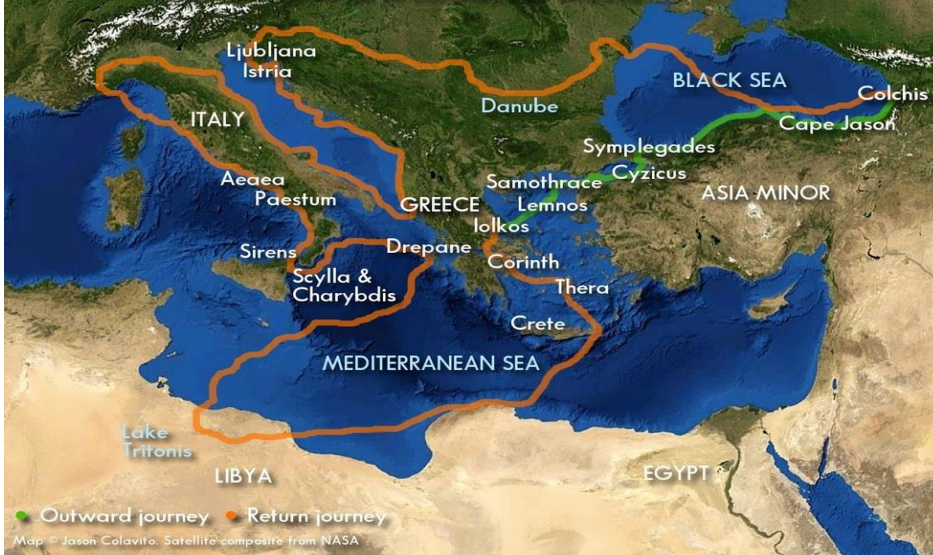 Ljubljana
Istria
BLACK SEA
Colchis
Danube
ITALY
Cape Jason
Symplegades
Cyzicus
Aeaea
Samothrace
ASIA MINOR
Paestum
Lemnos
GREECE
Iolkos
Drepane
Sirens
Corinth
Scylla &
Charybdis
Thera
Crete
MEDITERRANEAN SEA
Lake
Tritonis
LIBYA
EGYPT
Outward journey
Return journey
Map © Jason Colavito. Satellite composite from NASA